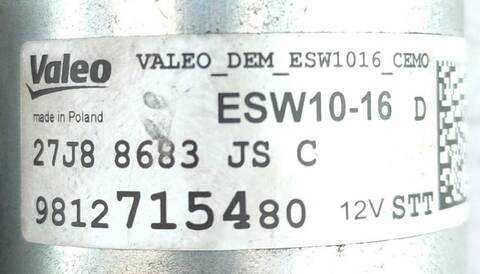 Valeo VALEO_DEM_ESW1016_CEMO
made in Poland ESW10-16 D
27J8 8683 JS C
9812715480 12V STT